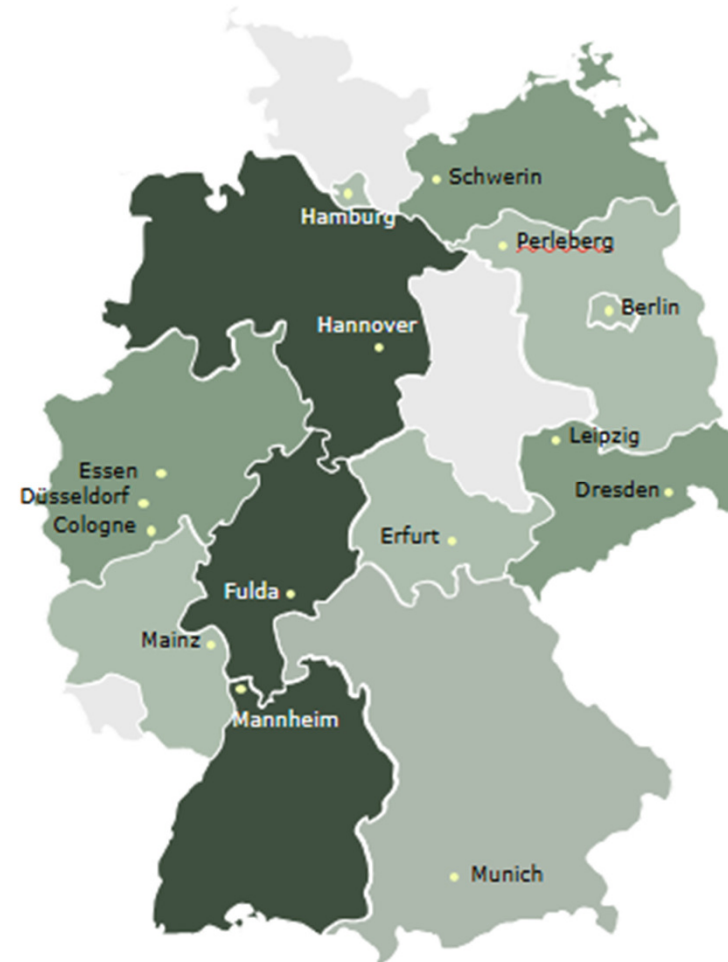 Schwerin
Hamburg
Perleberg
Berlin
Hannover
Leipzig
Essen
Dresden
Düsseldorf
Cologne
Erfurt
Fulda
Mainz
Mannheim
Munich